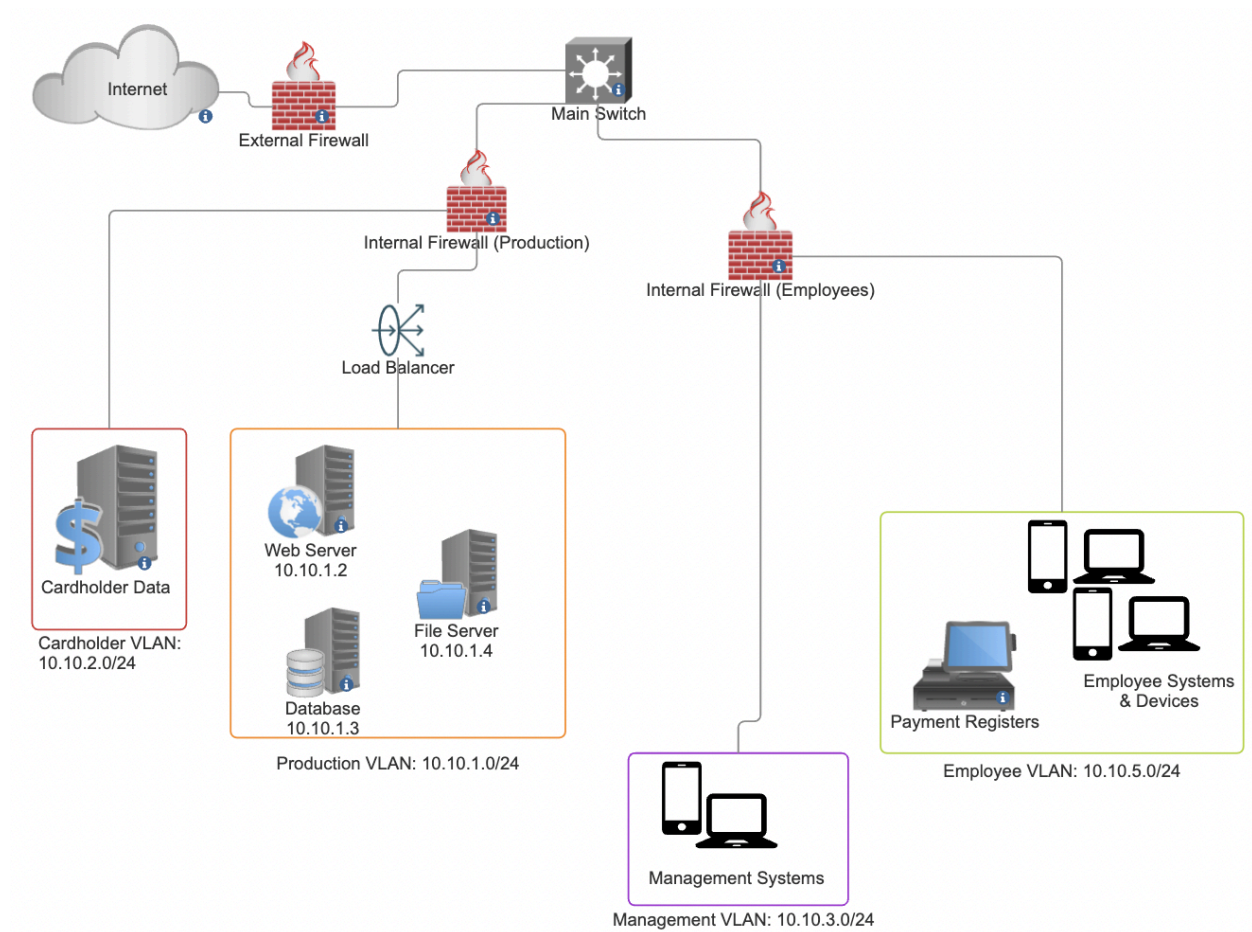 Internet
External Firewall
Main Switch
Internal Firewall (Production)
Internal Firewall (Employees)
Load Balancer
Cardholder Data
Cardholder VLAN:
10.10.2.0/24
Web Server
10.10.1.2
File Server
10.10.1.4
Database
10.10.1.3
Production VLAN: 10.10.1.0/24
Management Systems
Management VLAN: 10.10.3.0/24
Payment Registers
Employee Systems
& Devices
Employee VLAN: 10.10.5.0/24